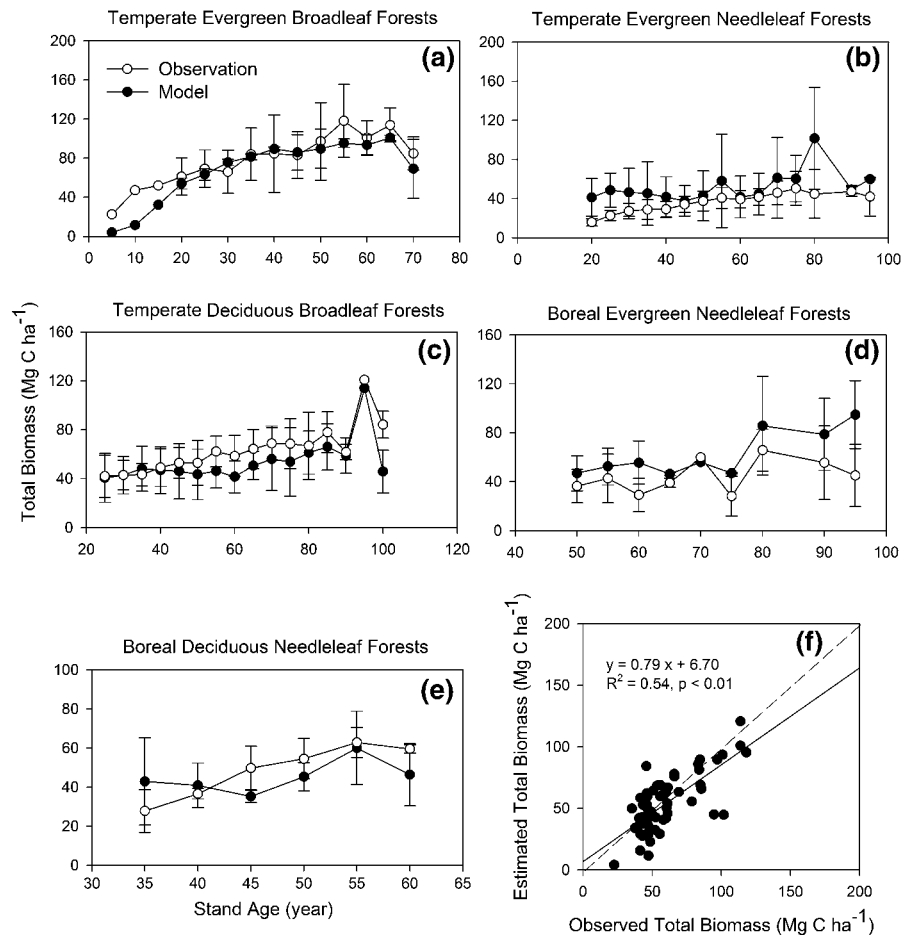 Temperate Evergreen Broadleaf Forests
Temperate Evergreen Needleleaf Forests
200
160
120
80
40
0
(a)
Observation
Model
0 10 20 30 40 50 60 70 80
200
160
120
80
40
0
(b)
0 20 40 60 80 100
Temperate Deciduous Broadleaf Forests
Boreal Evergreen Needleleaf Forests
Total Biomass (Mg C ha⁻¹)
160
120
80
40
0
(c)
20 40 60 80 100 120
160
120
80
40
0
(d)
40 50 60 70 80 90 100
Boreal Deciduous Needleleaf Forests
100
80
60
40
20
0
(e)
30 35 40 45 50 55 60 65
Stand Age (year)
Estimated Total Biomass (Mg C ha⁻¹)
200
150
100
50
0
(f)
y = 0.79 x + 6.70
R² = 0.54, p < 0.01
0 50 100 150 200
Observed Total Biomass (Mg C ha⁻¹)